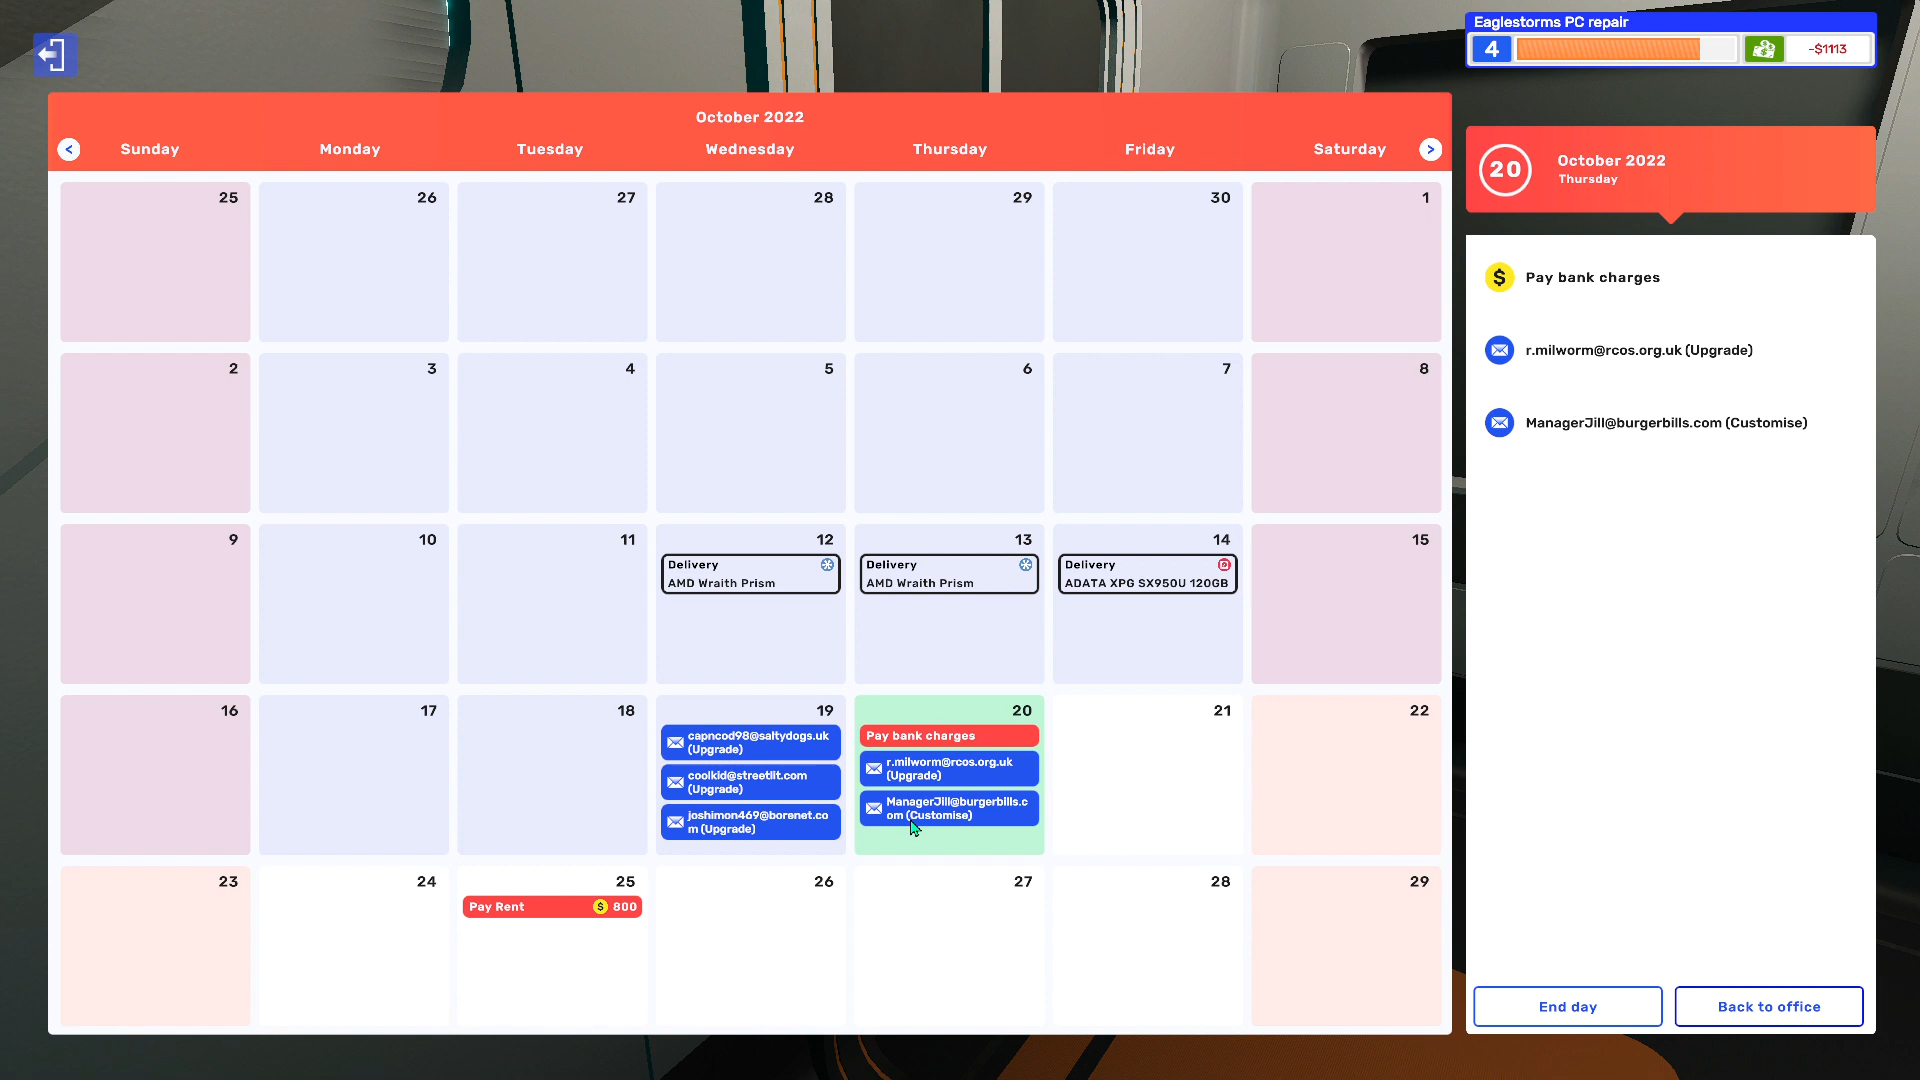 Eaglestorms PC repair
4
-$1113
October 2022
< Sunday Monday Tuesday Wednesday Thursday Friday Saturday >
25 26 27 28 29 30 1
2 3 4 5 6 7 8
9 10 11 12 13 14 15
Delivery
AMD Wraith Prism
Delivery
AMD Wraith Prism
Delivery
ADATA XPG SX950U 120GB
16 17 18 19 20 21 22
capncod98@saltydogs.uk
(Upgrade)
coolkid@streetlit.com
(Upgrade)
joshimon469@borenet.co
m (Upgrade)
Pay bank charges
r.milworm@rcos.org.uk
(Upgrade)
ManagerJill@burgerbills.c
om (Customise)
23 24 25 26 27 28 29
Pay Rent $ 800
20
October 2022
Thursday
$ Pay bank charges
r.milworm@rcos.org.uk (Upgrade)
ManagerJill@burgerbills.com (Customise)
End day
Back to office